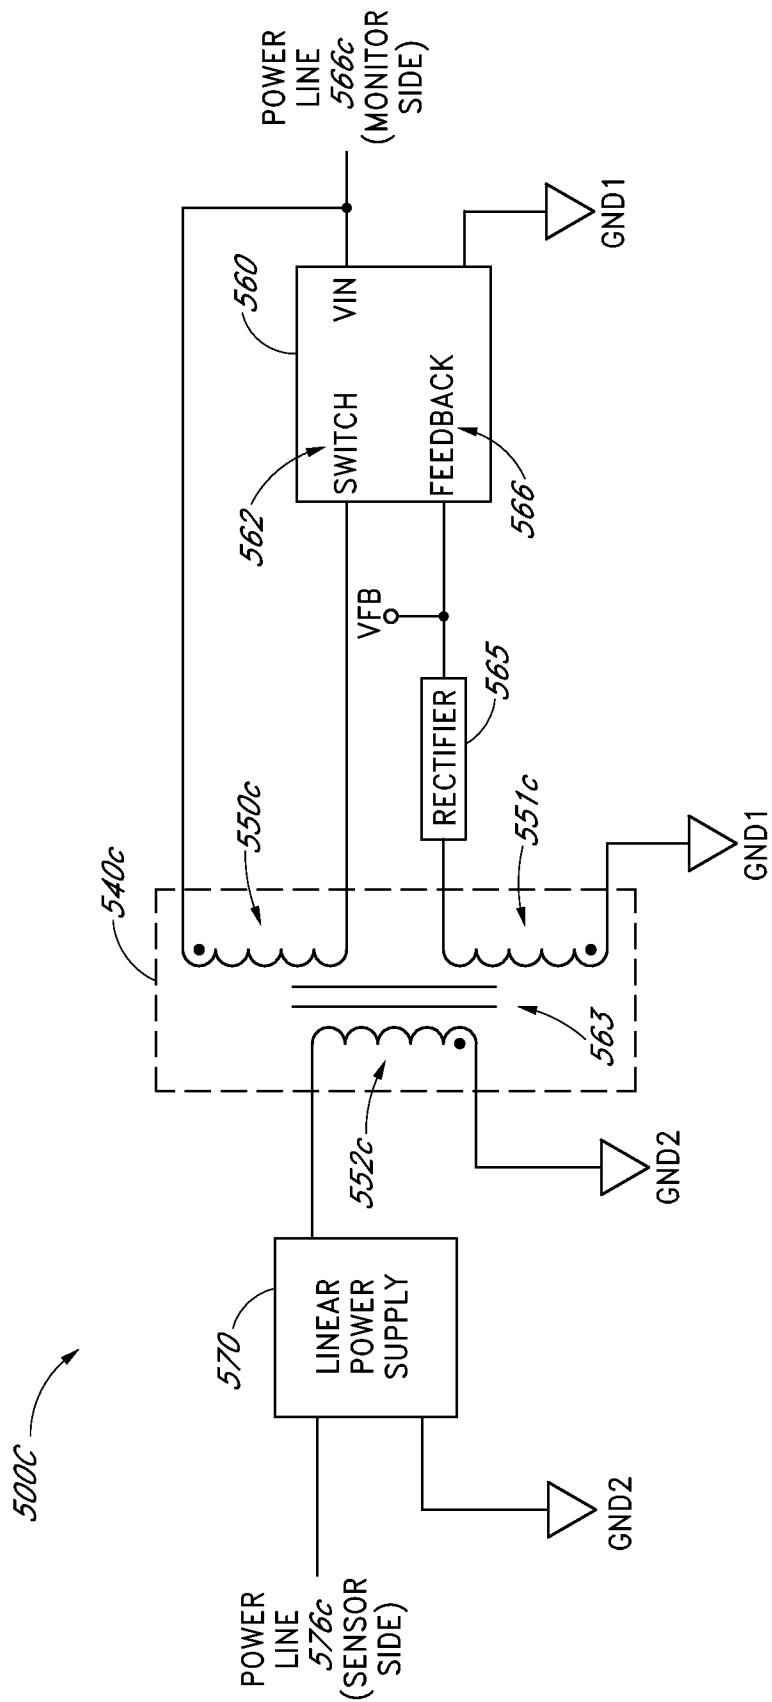 500C
POWER
LINE
576c
(SENSOR
SIDE)
570
LINEAR
POWER
SUPPLY
GND2
552c
GND2
540c
550c
563
551c
GND1
RECTIFIER
565
VFB
562
SWITCH
FEEDBACK
566
560
VIN
GND1
POWER
LINE
566c
(MONITOR
SIDE)